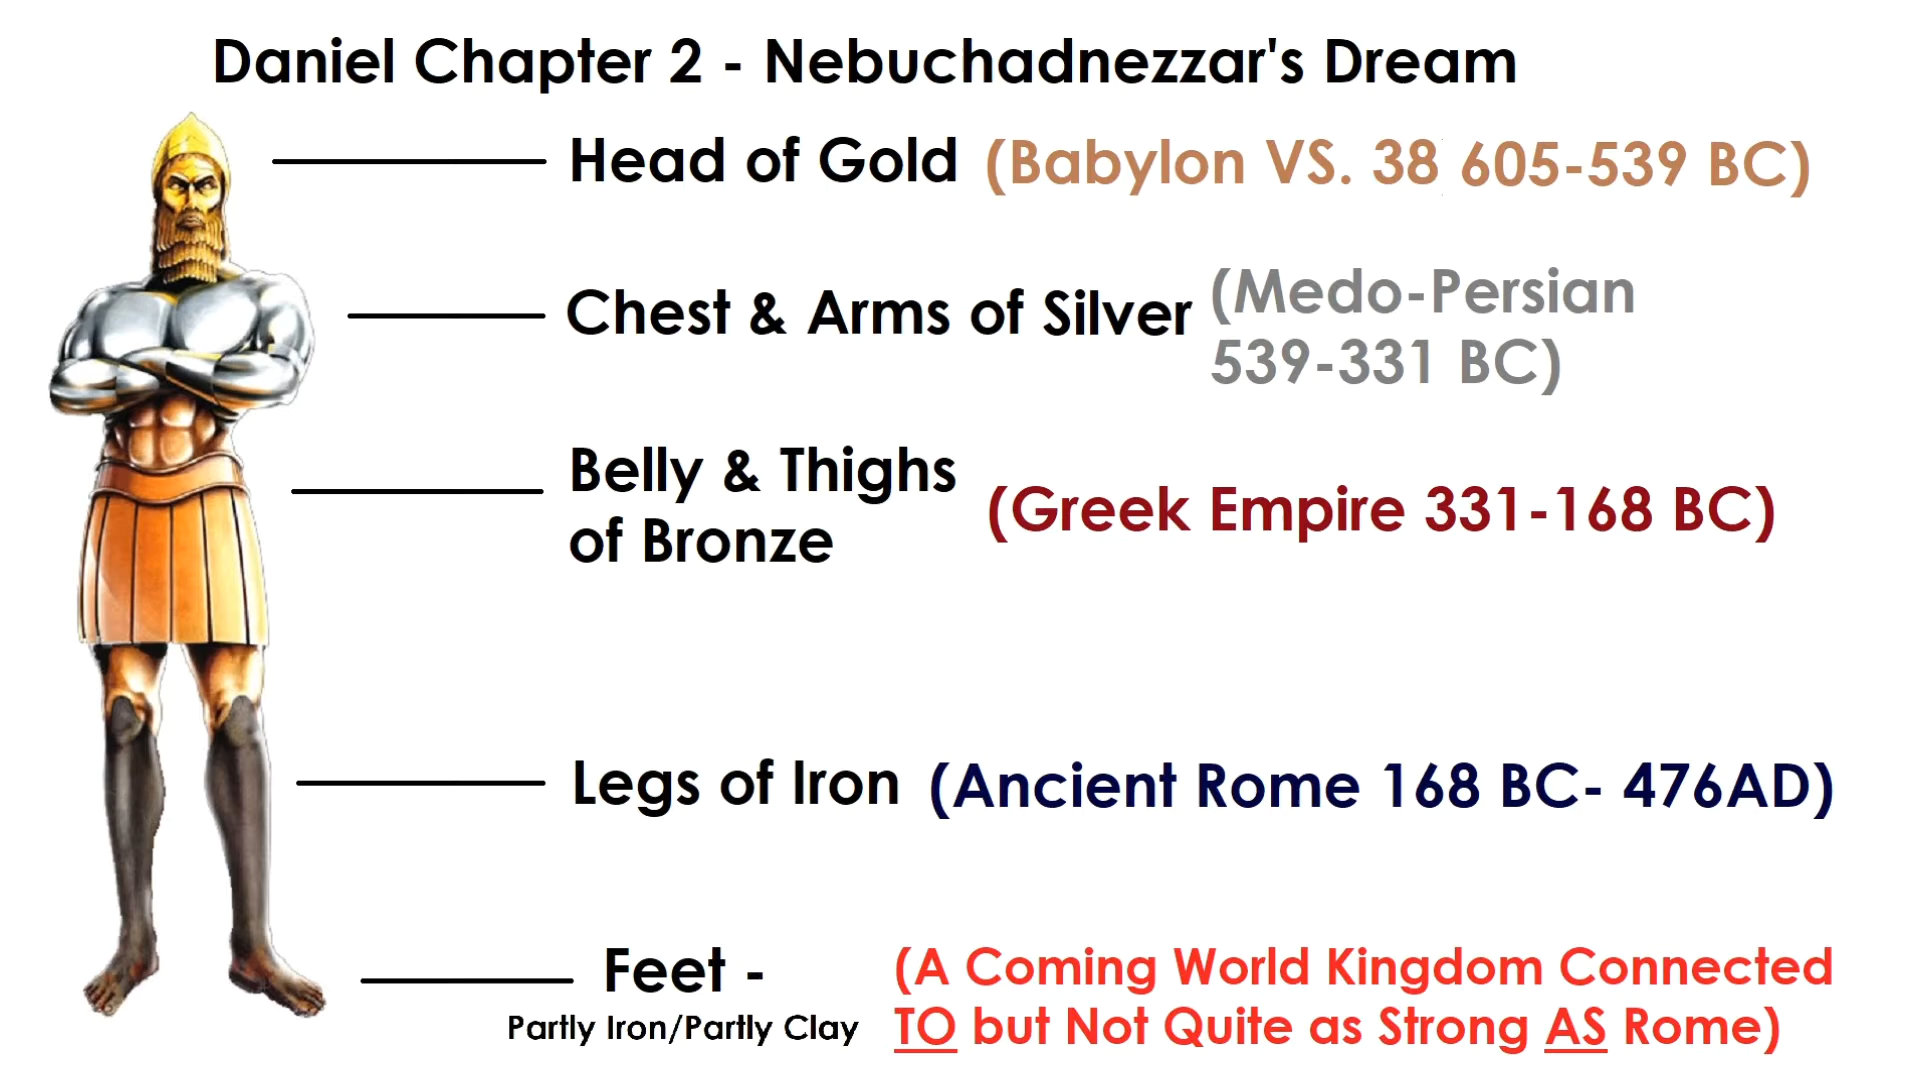 Daniel Chapter 2 - Nebuchadnezzar's Dream
Head of Gold (Babylon VS. 38 605-539 BC)
Chest & Arms of Silver (Medo-Persian
539-331 BC)
Belly & Thighs
of Bronze
(Greek Empire 331-168 BC)
Legs of Iron (Ancient Rome 168 BC- 476AD)
Feet -
Partly Iron/Partly Clay
(A Coming World Kingdom Connected
TO but Not Quite as Strong AS Rome)